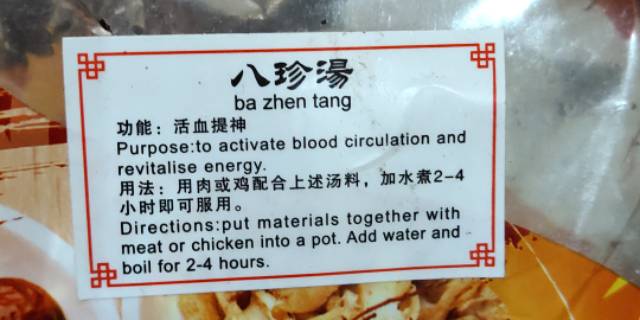 八珍湯
ba zhen tang
功能：活血提神
Purpose:to activate blood circulation and
revitalise energy.
用法：用肉或鸡配合上述汤料，加水煮2-4
小时即可服用。
Directions:put materials together with
meat or chicken into a pot. Add water and
boil for 2-4 hours.